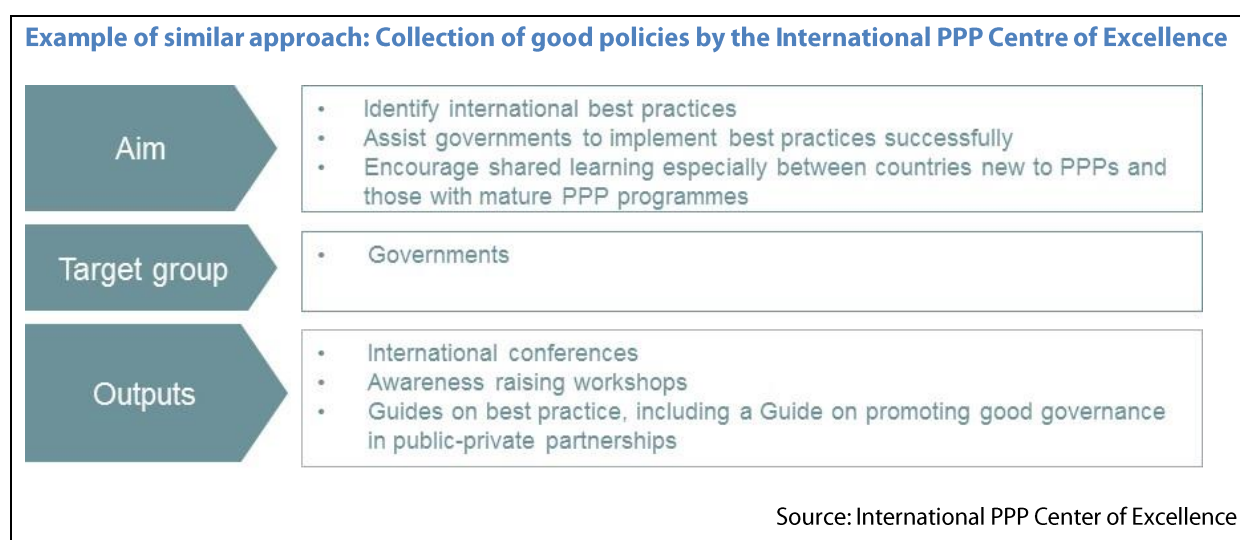 Example of similar approach: Collection of good policies by the International PPP Centre of Excellence
Aim
• Identify international best practices
• Assist governments to implement best practices successfully
• Encourage shared learning especially between countries new to PPPs and
those with mature PPP programmes
Target group
• Governments
Outputs
• International conferences
• Awareness raising workshops
• Guides on best practice, including a Guide on promoting good governance
in public-private partnerships
Source: International PPP Center of Excellence